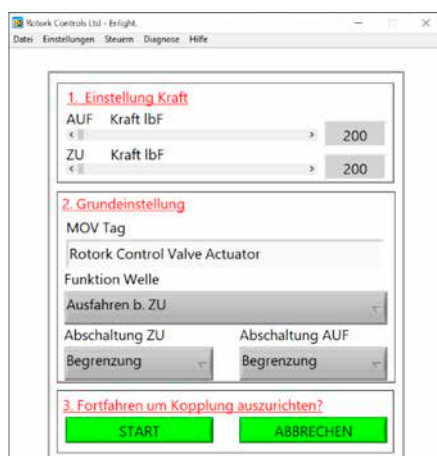 Rotork Controls Ltd - Enlight.
Datei Einstellungen Steuern Diagnose Hilfe
1. Einstellung Kraft
AUF Kraft lbF
200
ZU Kraft lbF
200
2. Grundeinstellung
MOV Tag
Rotork Control Valve Actuator
Funktion Welle
Ausfahren b. ZU
Abschaltung ZU Abschaltung AUF
Begrenzung Begrenzung
3. Fortfahren um Kopplung auszurichten?
START ABBRECHEN